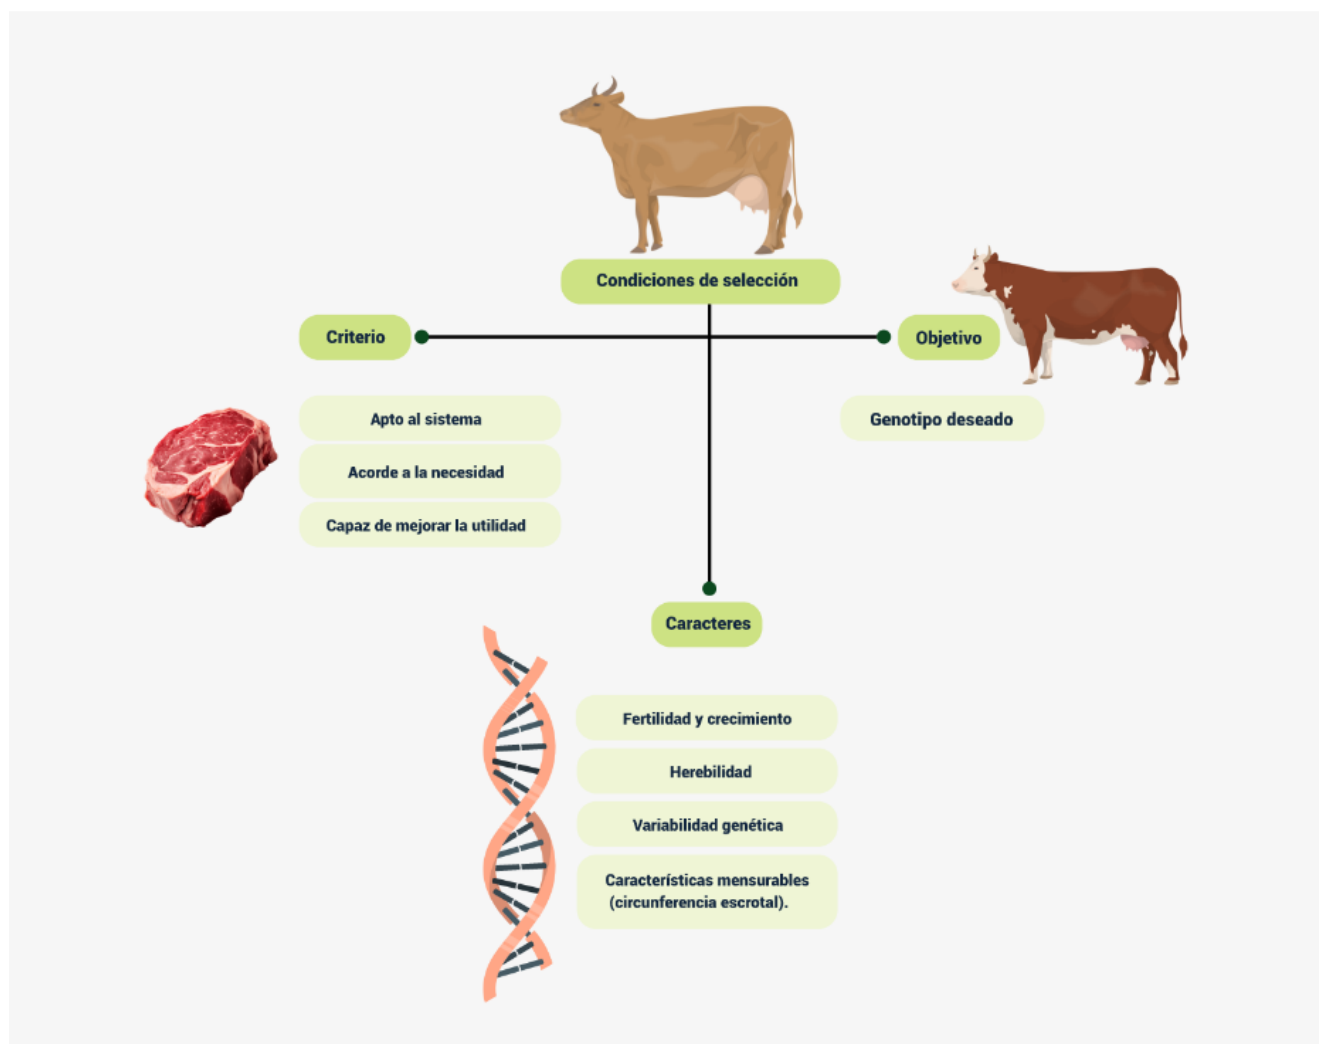 Condiciones de selección
Criterio
Objetivo
Apto al sistema
Acorde a la necesidad
Capaz de mejorar la utilidad
Genotipo deseado
Caracteres
Fertilidad y crecimiento
Herebilidad
Variabilidad genética
Características mensurables
(circunferencia escrotal).